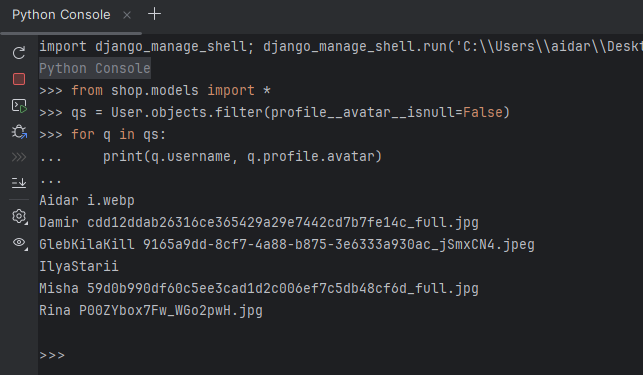 Python Console × +
import django_manage_shell; django_manage_shell.run('C:\\Users\\aidar\\Deskt
Python Console
>>> from shop.models import *
>>> qs = User.objects.filter(profile__avatar__isnull=False)
>>> for q in qs:
...     print(q.username, q.profile.avatar)
...
Aidar i.webp
Damir cdd12ddab26316ce365429a29e7442cd7b7fe14c_full.jpg
GlebKilaKill 9165a9dd-8cf7-4a88-b875-3e6333a930ac_jSmxCN4.jpeg
IlyaStarii
Misha 59d0b990df60c5ee3cad1d2c006ef7c5db48cf6d_full.jpg
Rina P00ZYbox7Fw_WGo2pwH.jpg
>>>